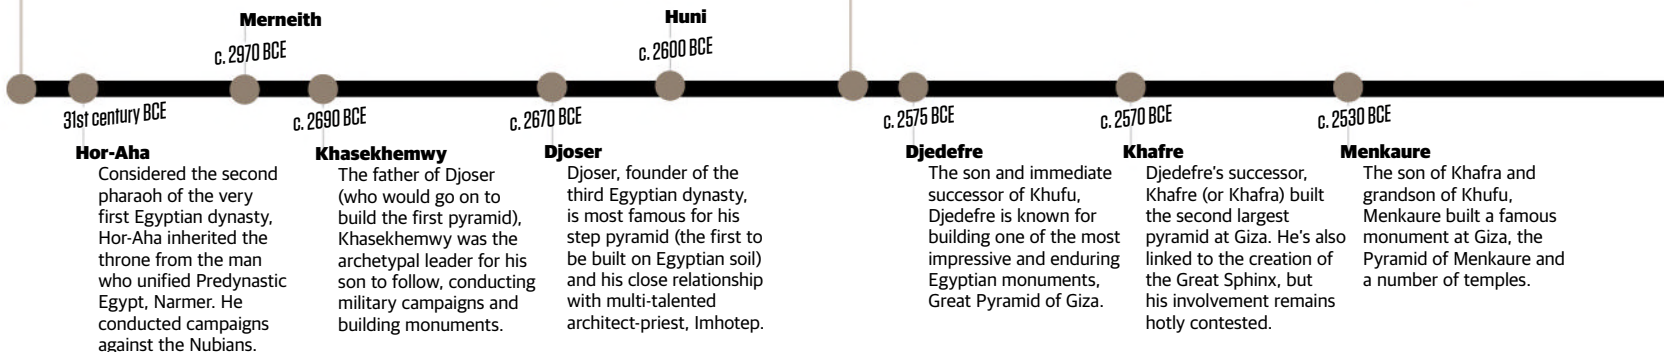 Merneith
c. 2970 BCE
Huni
c. 2600 BCE
31st century BCE
Hor-Aha
Considered the second
pharaoh of the very
first Egyptian dynasty,
Hor-Aha inherited the
throne from the man
who unified Predynastic
Egypt, Narmer. He
conducted campaigns
against the Nubians.
c. 2690 BCE
Khasekhemwy
The father of Djoser
(who would go on to
build the first pyramid),
Khasekhemwy was the
archetypal leader for his
son to follow, conducting
military campaigns and
building monuments.
c. 2670 BCE
Djoser
Djoser, founder of the
third Egyptian dynasty,
is most famous for his
step pyramid (the first to
be built on Egyptian soil)
and his close relationship
with multi-talented
architect-priest, Imhotep.
c. 2575 BCE
Djedefre
The son and immediate
successor of Khufu,
Djedefre is known for
building one of the most
impressive and enduring
Egyptian monuments,
Great Pyramid of Giza.
c. 2570 BCE
Khafre
Djedefre's successor,
Khafre (or Khafra) built
the second largest
pyramid at Giza. He's also
linked to the creation of
the Great Sphinx, but
his involvement remains
hotly contested.
c. 2530 BCE
Menkaure
The son of Khafra and
grandson of Khufu,
Menkaure built a famous
monument at Giza, the
Pyramid of Menkaure and
a number of temples.